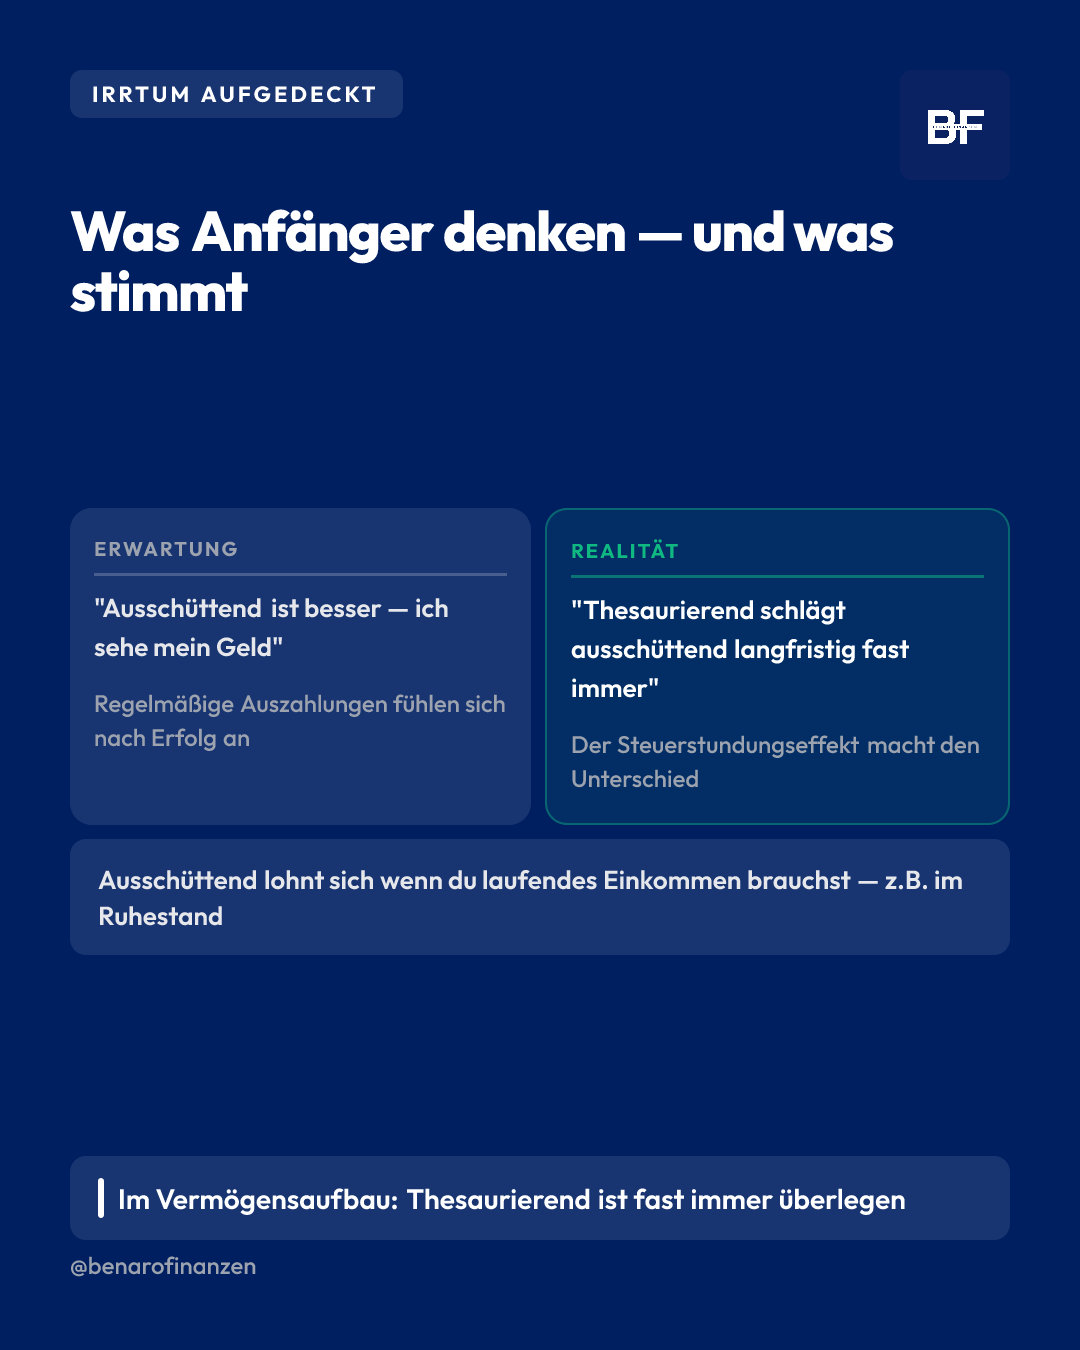 IRRTUM AUFGEDECKT
BF
Was Anfänger denken — und was
stimmt
ERWARTUNG
"Ausschüttend ist besser — ich
sehe mein Geld"
Regelmäßige Auszahlungen fühlen sich
nach Erfolg an
REALITÄT
"Thesaurierend schlägt
ausschüttend langfristig fast
immer"
Der Steuerstundungseffekt macht den
Unterschied
Ausschüttend lohnt sich wenn du laufendes Einkommen brauchst — z.B. im
Ruhestand
Im Vermögensaufbau: Thesaurierend ist fast immer überlegen
@benarofinanzen